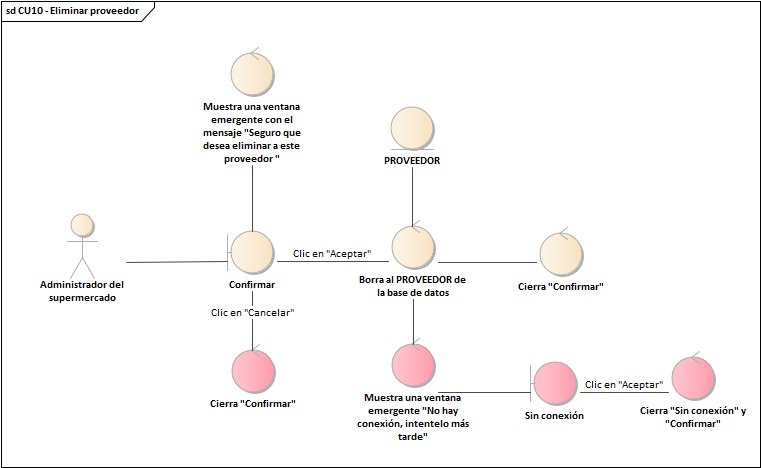 sd CU10 - Eliminar proveedor
Muestra una ventana
emergente con el
mensaje "Seguro que
desea eliminar a este
proveedor "
PROVEEDOR
Administrador del
supermercado
Confirmar
Clic en "Aceptar"
Borra al PROVEEDOR de
la base de datos
Cierra "Confirmar"
Clic en "Cancelar"
Cierra "Confirmar"
Muestra una ventana
emergente "No hay
conexión, intentelo más
tarde"
Sin conexión
Clic en "Aceptar"
Cierra "Sin conexión" y
"Confirmar"